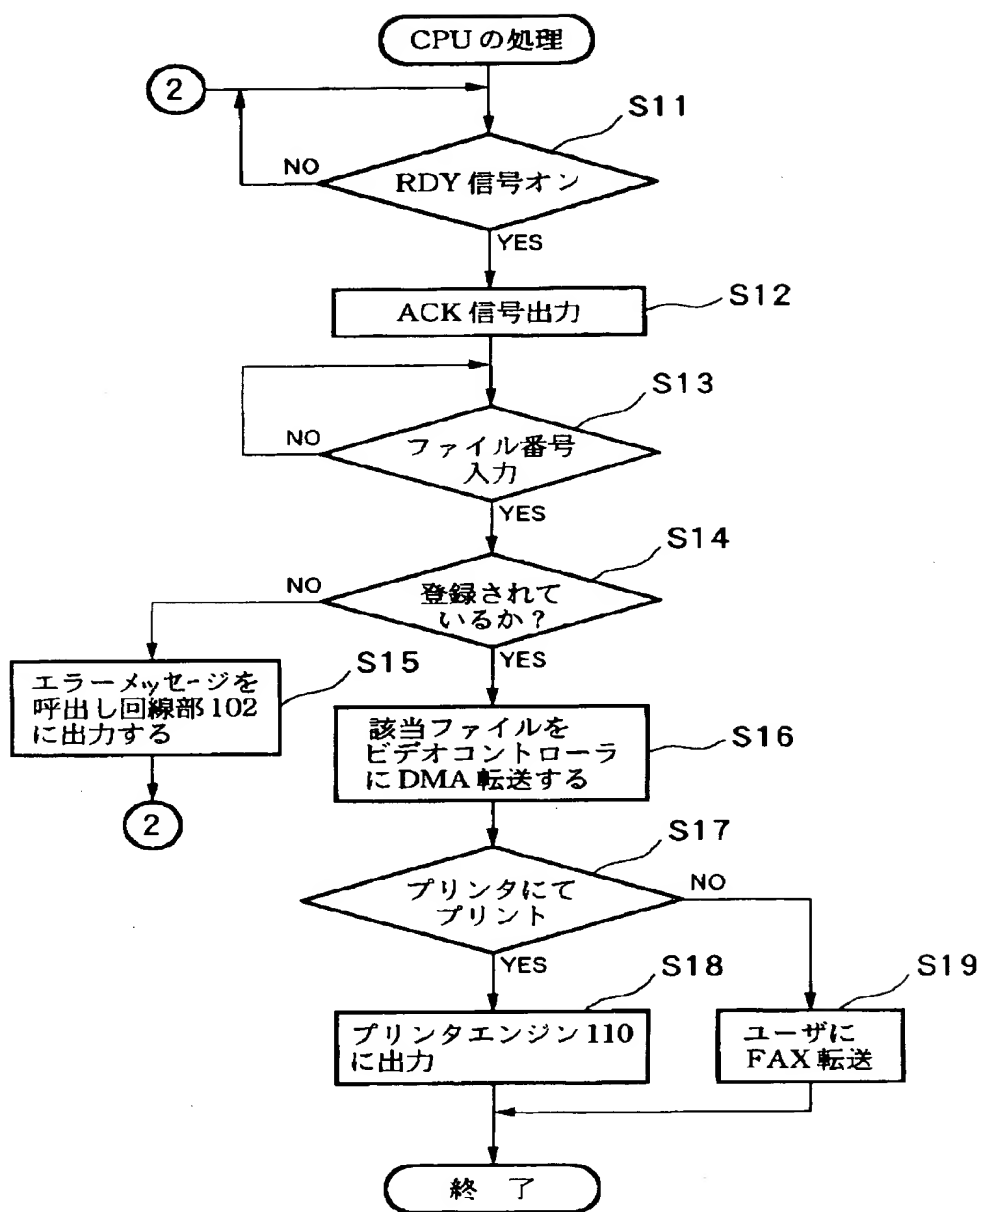 CPUの処理
2
S11
NO
RDY信号オン
YES
S12
ACK信号出力
S13
NO
ファイル番号
入力
YES
S14
NO
登録されて
いるか？
YES
S15
エラーメッセージを
呼出し回線部102
に出力する
2
S16
該当ファイルを
ビデオコントローラ
にDMA転送する
S17
プリンタにて
プリント
NO
YES
S18
プリンタエンジン110
に出力
S19
ユーザに
FAX転送
終 了